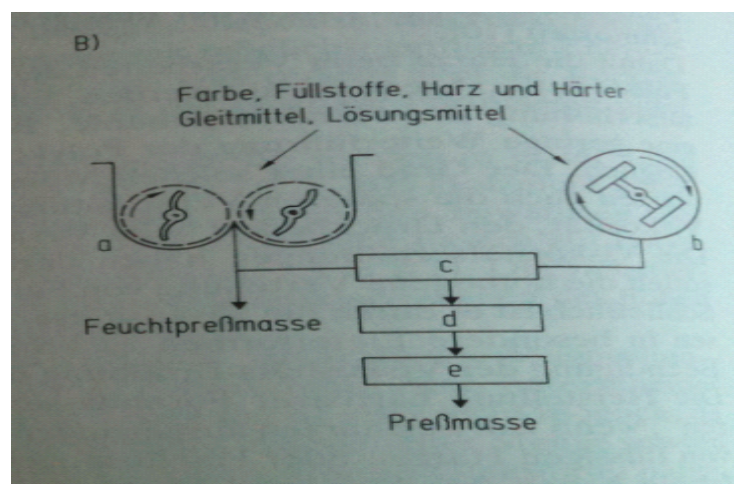 B)
Farbe, Füllstoffe, Harz und Härter
Gleitmittel, Lösungsmittel
a
b
c
Feuchtpreßmasse
d
e
Preßmasse